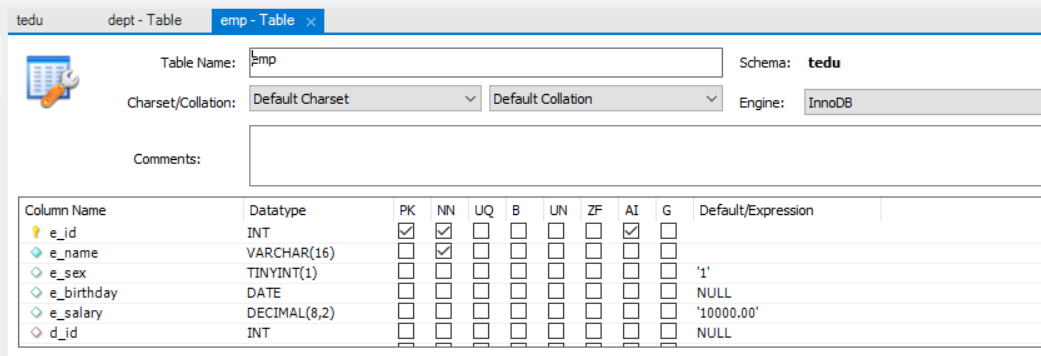 tedu dept - Table emp - Table ×
Table Name: emp Schema: tedu
Charset/Collation: Default Charset Default Collation Engine: InnoDB
Comments:
Column Name Datatype PK NN UQ B UN ZF AI G Default/Expression
e_id INT
e_name VARCHAR(16)
e_sex TINYINT(1) '1'
e_birthday DATE NULL
e_salary DECIMAL(8,2) '10000.00'
d_id INT NULL